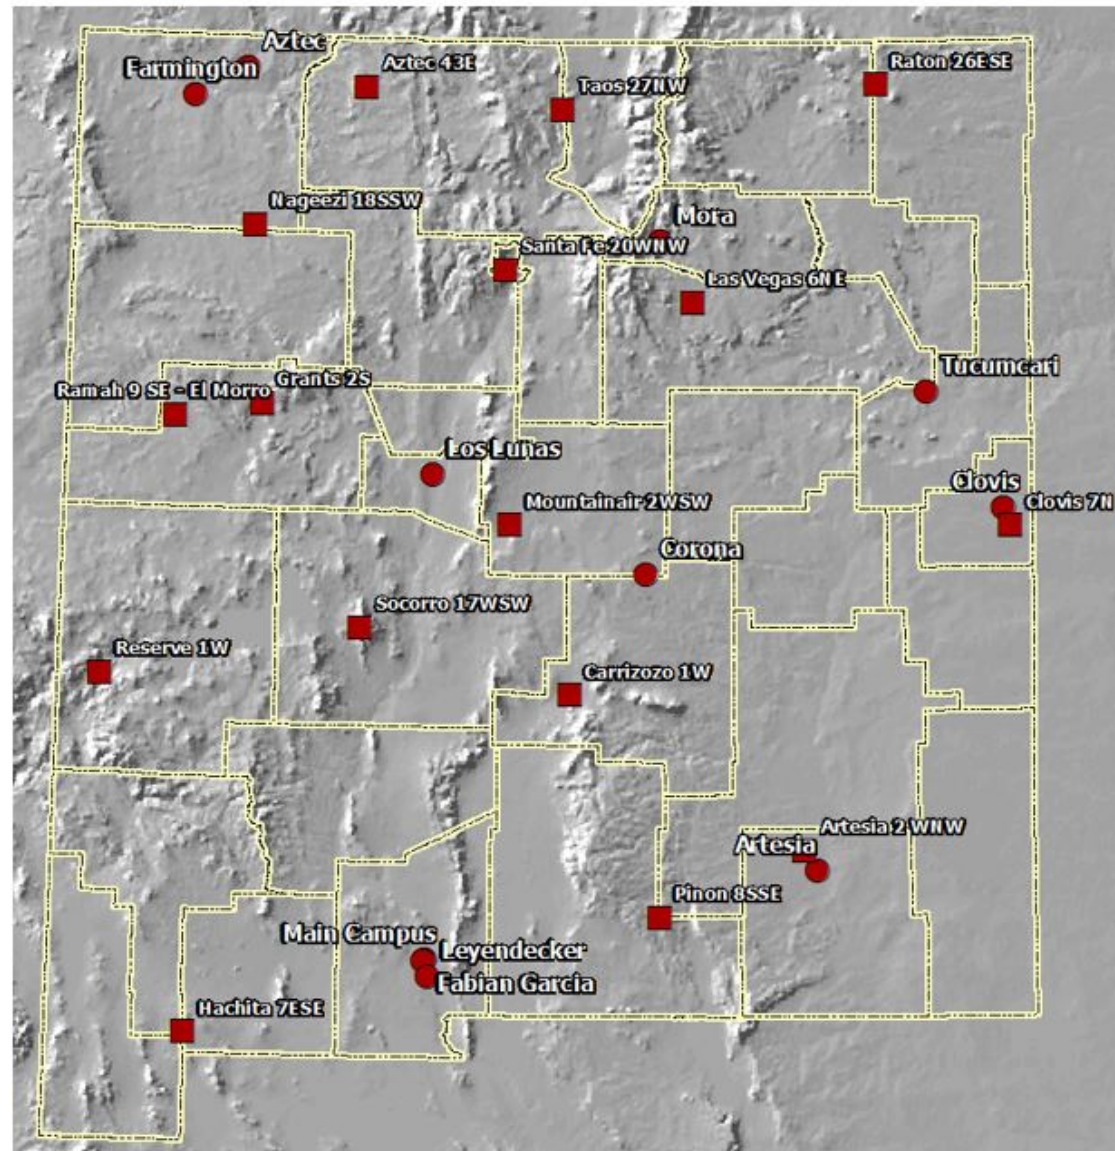 Aztec
Farmington
Aztec 43E
Taos 27NW
Raton 26ESE
Nageezi 18SSW
Mora
Santa Fe 20WNW
Las Vegas 6NE
Tucumcari
Ramah 9 SE - El Morro
Grants 2S
Los Lunas
Clovis
Mountainair 2WSW
Clovis 7N
Corona
Socorro 17WSW
Reserve 1W
Carrizozo 1W
Artesia 2 WNW
Artesia
Pinon 8SSE
Main Campus
Leyendecker
Fabian Garcia
Hachita 7ESE